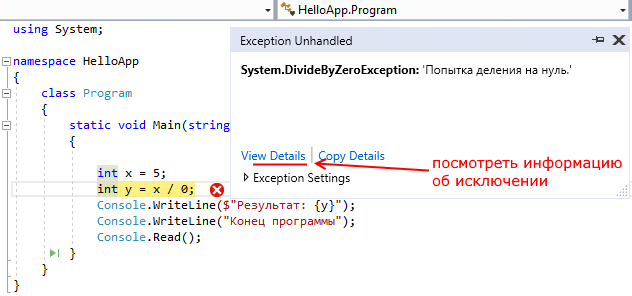 HelloApp.Program
using System;
Exception Unhandled
System.DivideByZeroException: 'Попытка деления на нуль.'
namespace HelloApp
{
class Program
{
static void Main(string
{
View Details | Copy Details
посмотреть информацию
об исключении
Exception Settings
int x = 5;
int y = x / 0;
Console.WriteLine($"Результат: {y}");
Console.WriteLine("Конец программы");
Console.Read();
}
}
}